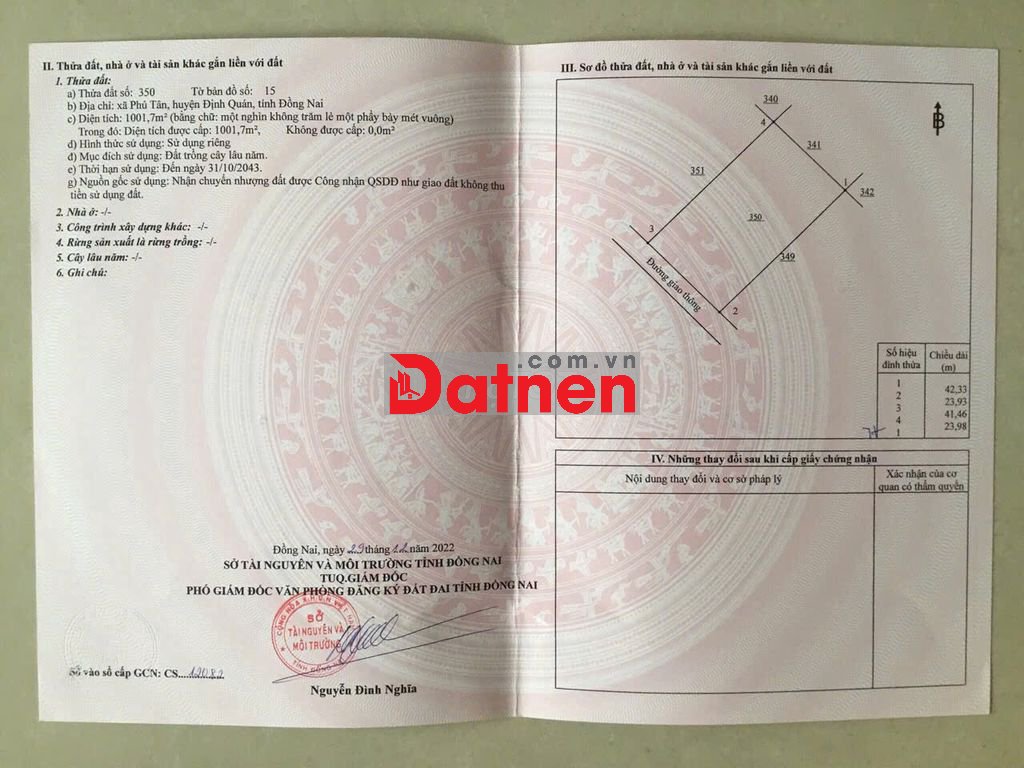 II. Thửa đất, nhà ở và tài sản khác gắn liền với đất
1. Thửa đất:
a) Thửa đất số: 350 Tờ bản đồ số: 15
b) Địa chỉ: xã Phú Tân, huyện Định Quán, tỉnh Đồng Nai
c) Diện tích: 1001,7m² (bằng chữ: một nghìn không trăm lẻ một phẩy bảy mét vuông)
Trong đó: Diện tích được cấp: 1001,7m², Không được cấp: 0,0m²
d) Hình thức sử dụng: Sử dụng riêng
đ) Mục đích sử dụng: Đất trồng cây lâu năm.
e) Thời hạn sử dụng: Đến ngày 31/10/2043.
g) Nguồn gốc sử dụng: Nhận chuyển nhượng đất được Công nhận QSDĐ như giao đất không thu
tiền sử dụng đất.
2. Nhà ở: -/-
3. Công trình xây dựng khác: -/-
4. Rừng sản xuất là rừng trồng: -/-
5. Cây lâu năm: -/-
6. Ghi chú:
Đồng Nai, ngày 29 tháng 12 năm 2022
SỞ TÀI NGUYÊN VÀ MÔI TRƯỜNG TỈNH ĐỒNG NAI
TUQ.GIÁM ĐỐC
PHÓ GIÁM ĐỐC VĂN PHÒNG ĐĂNG KÝ ĐẤT ĐAI TỈNH ĐỒNG NAI
SỞ
TÀI NGUYÊN VÀ
MÔI TRƯỜNG
Nguyễn Đình Nghĩa
Số vào sổ cấp GCN: CS.....12082
.com.vn
Datnen
III. Sơ đồ thửa đất, nhà ở và tài sản khác gắn liền với đất
340
4
341
B
351
1
342
350
3
349
Đường giao thông
2
Số hiệu đỉnh thửa Chiều dài (m)
1
42,33
2
23,93
3
41,46
4
23,98
1
IV. Những thay đổi sau khi cấp giấy chứng nhận
Nội dung thay đổi và cơ sở pháp lý
Xác nhận của cơ
quan có thẩm quyền